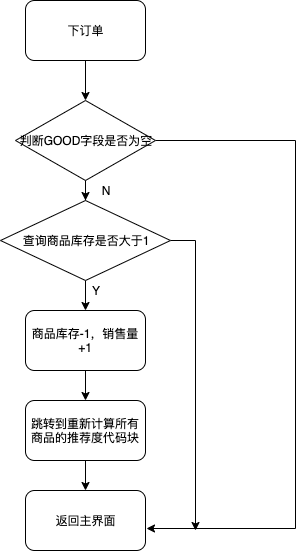 下订单
判断GOOD字段是否为空
N
查询商品库存是否大于1
Y
商品库存-1，销售量
+1
跳转到重新计算所有
商品的推荐度代码块
返回主界面